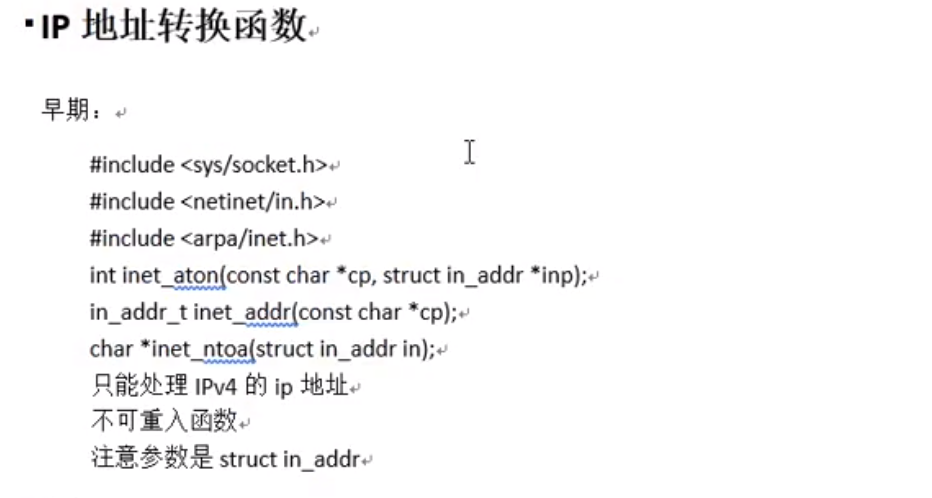 ▪IP 地址转换函数
早期：
#include <sys/socket.h>
#include <netinet/in.h>
#include <arpa/inet.h>
int inet_aton(const char *cp, struct in_addr *inp);
in_addr_t inet_addr(const char *cp);
char *inet_ntoa(struct in_addr in);
只能处理 IPv4 的 ip 地址
不可重入函数
注意参数是 struct in_addr